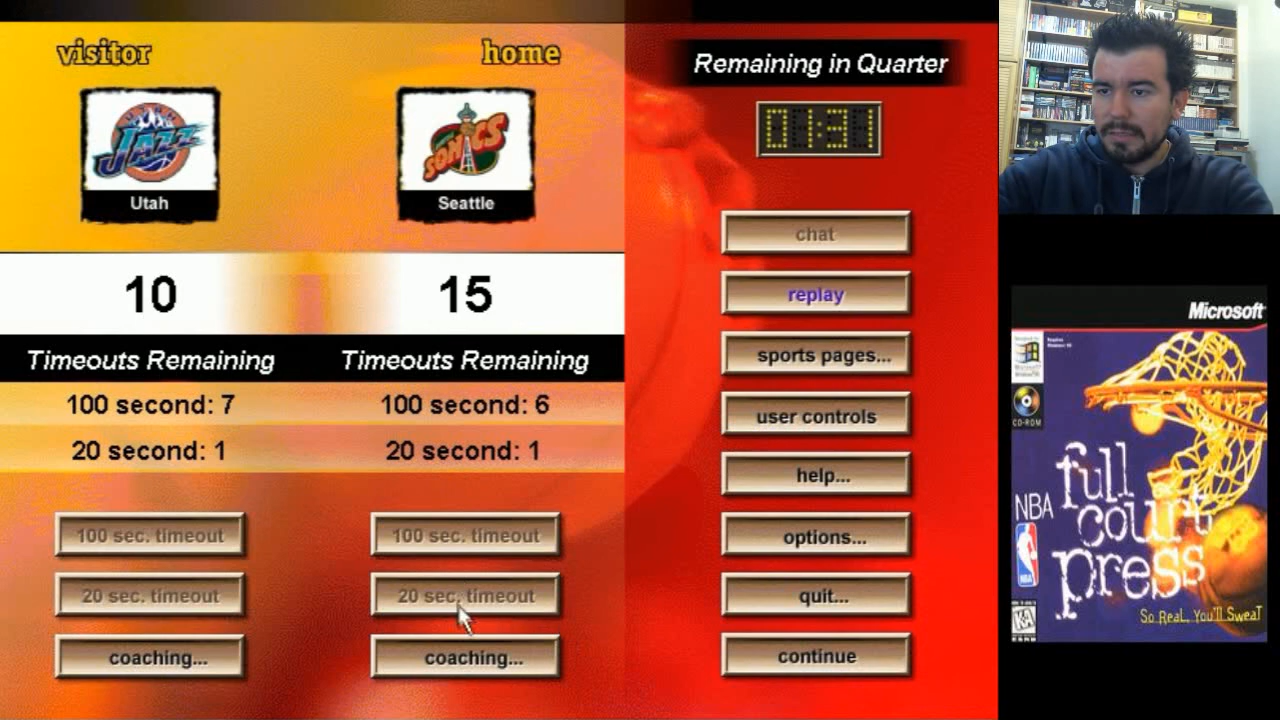 visitor
home
Remaining in Quarter
01:31
JAZZ
SONICS
Utah
Seattle
10
15
Timeouts Remaining
Timeouts Remaining
100 second: 7
100 second: 6
20 second: 1
20 second: 1
100 sec. timeout
100 sec. timeout
20 sec. timeout
20 sec. timeout
coaching...
coaching...
chat
replay
sports pages...
user controls
help...
options...
quit...
continue
Microsoft
CD-ROM
NBA
full
court
press
NBA
So Real, You'll Sweat
KA